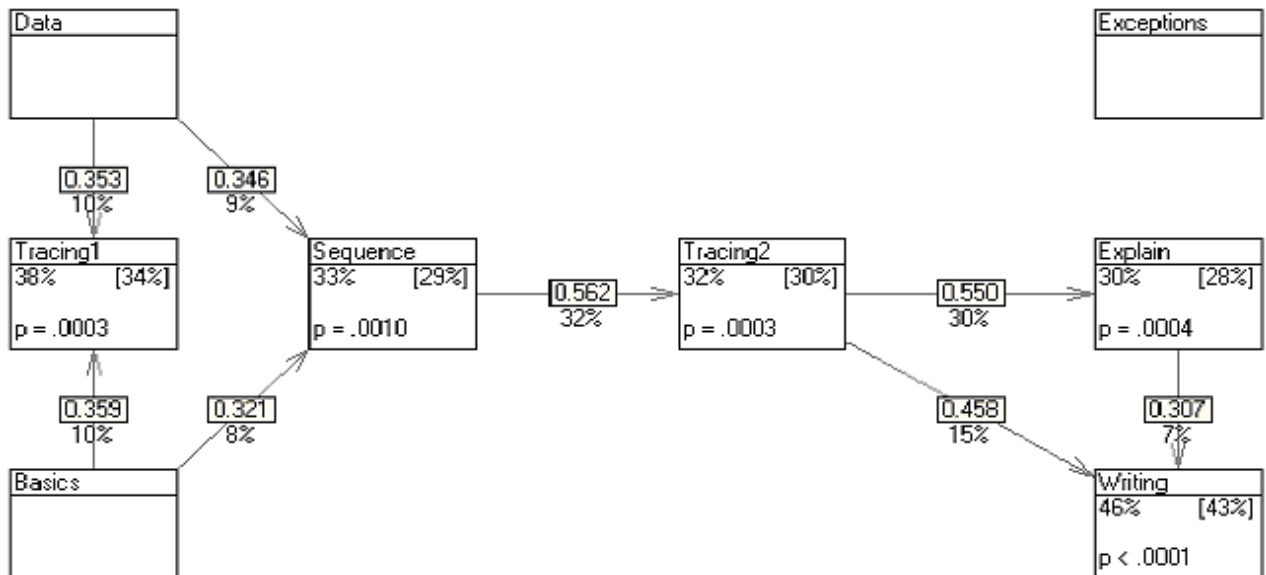 Data
Exceptions
0.353
10%
0.346
9%
Tracing1
38% [34%]
p = .0003
Sequence
33% [29%]
p = .0010
0.562
32%
Tracing2
32% [30%]
p = .0003
0.550
30%
Explain
30% [28%]
p = .0004
0.359
10%
0.321
8%
0.458
15%
0.307
7%
Basics
Writing
46% [43%]
p < .0001